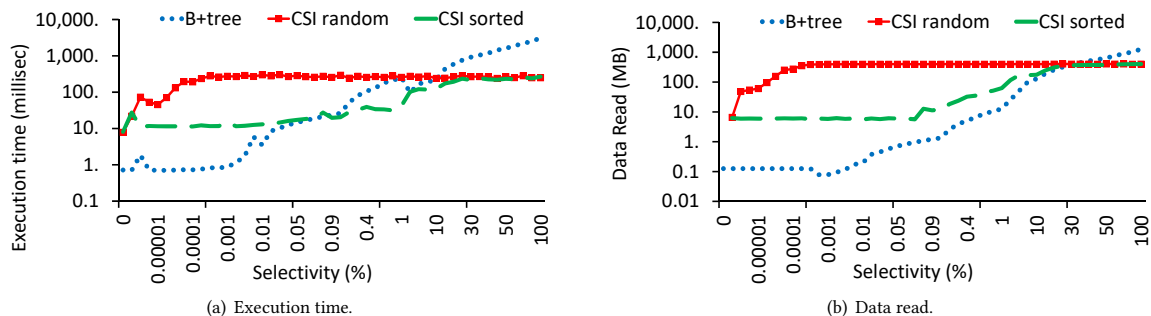 B+tree CSI random CSI sorted
10,000.
1,000.
100.
10.
1.
0.1
Execution time (millisec)
0 0.00001 0.0001 0.001 0.01 0.05 0.09 0.4 1 10 30 50 100
Selectivity (%)
(a) Execution time.
B+tree CSI random CSI sorted
10,000.
1,000.
100.
10.
1.
0.1
0.01
Data Read (MB)
0 0.00001 0.0001 0.001 0.01 0.05 0.09 0.4 1 10 30 50 100
Selectivity (%)
(b) Data read.